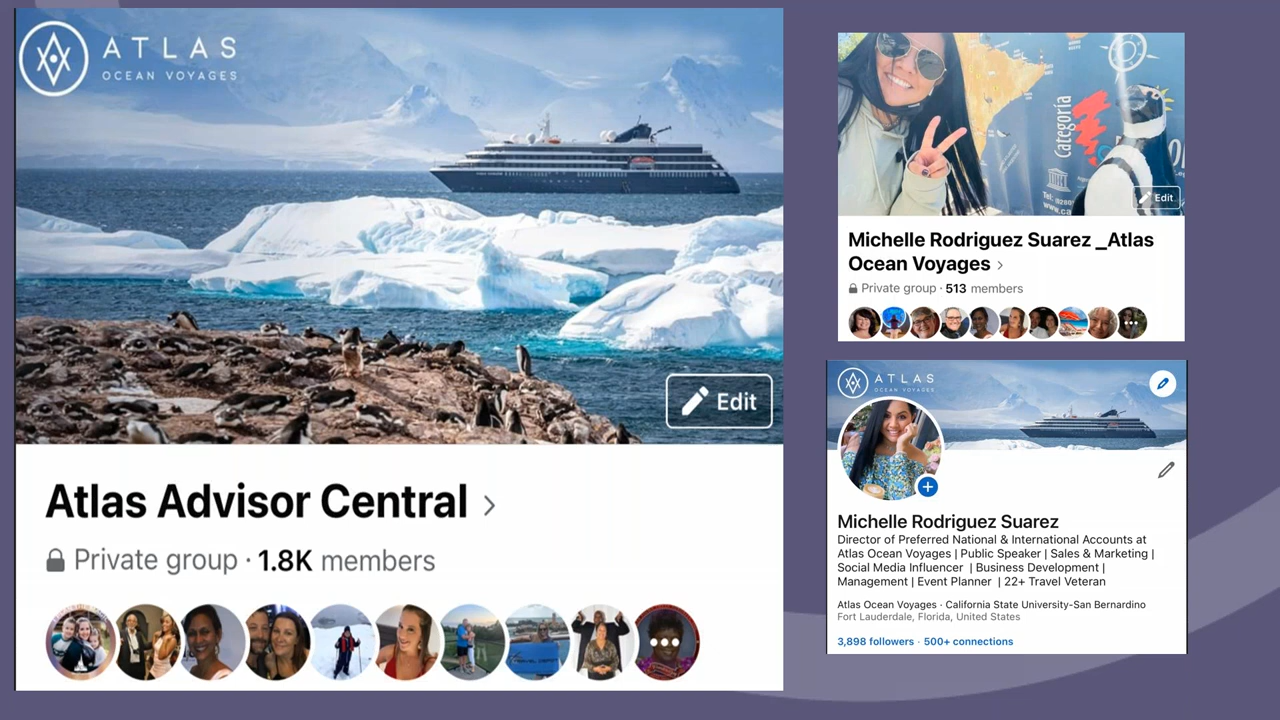 ATLAS
OCEAN VOYAGES
Edit
Atlas Advisor Central
Private group · 1.8K members
Categoría
Edit
Michelle Rodriguez Suarez _Atlas
Ocean Voyages
Private group · 513 members
ATLAS
OCEAN VOYAGES
Michelle Rodriguez Suarez
Director of Preferred National & International Accounts at
Atlas Ocean Voyages | Public Speaker | Sales & Marketing |
Social Media Influencer | Business Development |
Management | Event Planner | 22+ Travel Veteran
Atlas Ocean Voyages · California State University-San Bernardino
Fort Lauderdale, Florida, United States
3,898 followers · 500+ connections